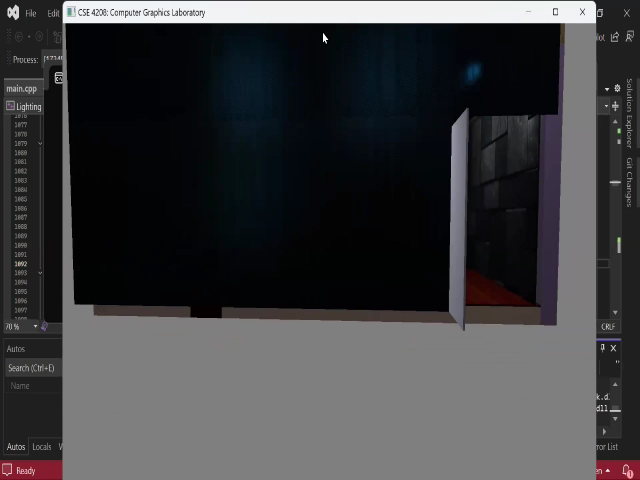 File Edit
CSE 4208: Computer Graphics Laboratory
Process:
main.cpp
Lighting
1077
1078
1079
1080
1081
1082
1083
1084
1085
1086
1087
1088
1089
1090
1091
1092
1093
1094
1095
1096
1097
70 %
CRLF
Solution Explorer
Git Changes
Autos
Search (Ctrl+E)
Name
Autos Locals
Error List
Ready